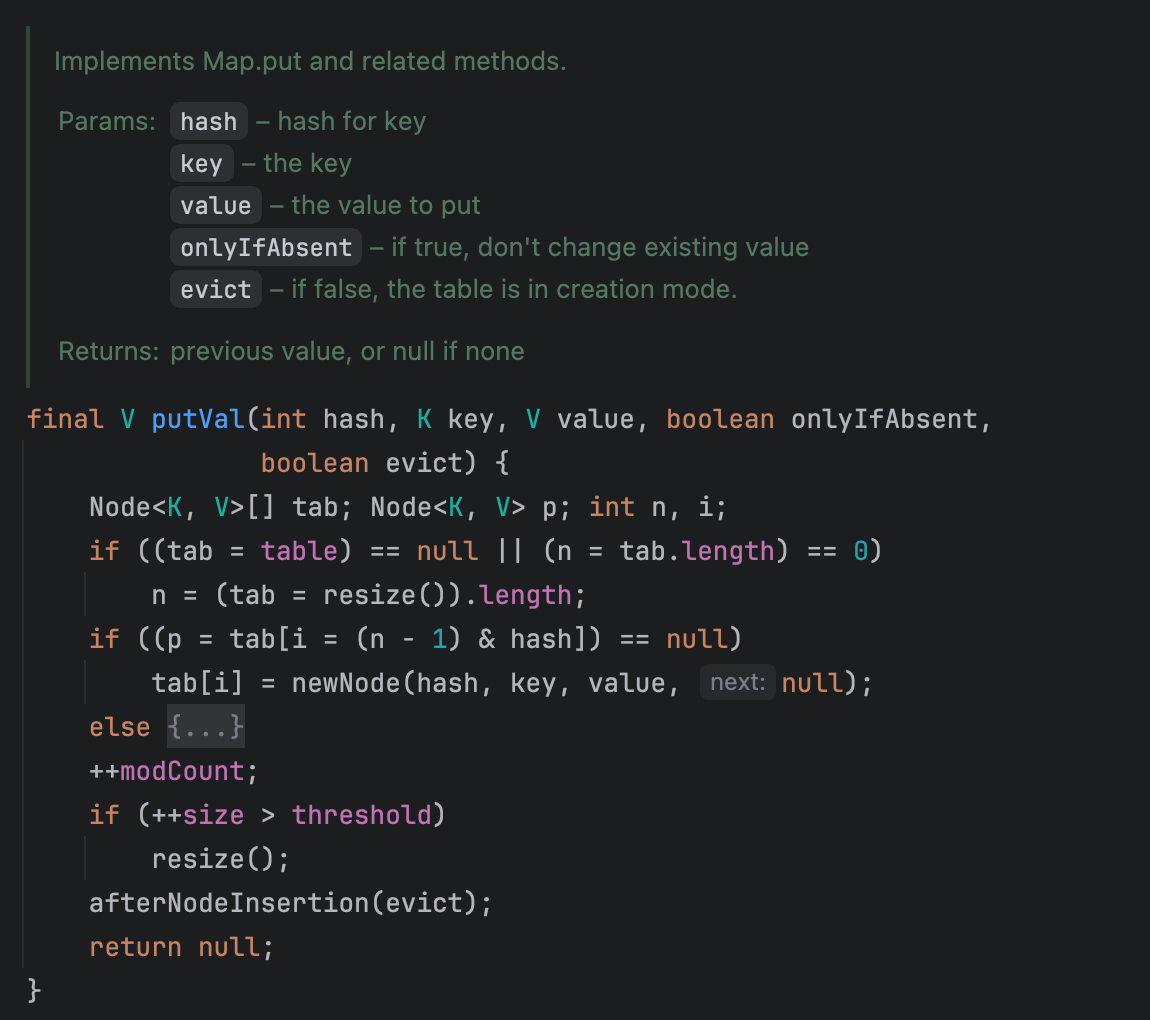 Implements Map.put and related methods.
Params: hash – hash for key
key – the key
value – the value to put
onlyIfAbsent – if true, don't change existing value
evict – if false, the table is in creation mode.
Returns: previous value, or null if none
final V putVal(int hash, K key, V value, boolean onlyIfAbsent,
               boolean evict) {
    Node<K, V>[] tab; Node<K, V> p; int n, i;
    if ((tab = table) == null || (n = tab.length) == 0)
        n = (tab = resize()).length;
    if ((p = tab[i = (n - 1) & hash]) == null)
        tab[i] = newNode(hash, key, value, next: null);
    else {...}
    ++modCount;
    if (++size > threshold)
        resize();
    afterNodeInsertion(evict);
    return null;
}